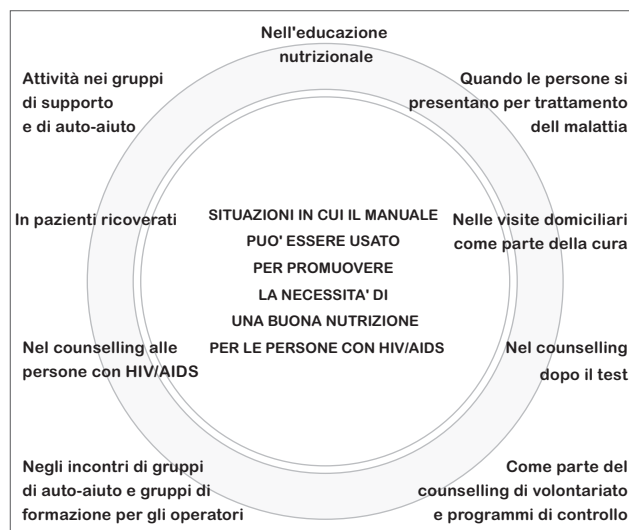 Nell'educazione
nutrizionale
Attività nei gruppi
di supporto
e di auto-aiuto
Quando le persone si
presentano per trattamento
dell malattia
In pazienti ricoverati
SITUAZIONI IN CUI IL MANUALE
PUO' ESSERE USATO
PER PROMUOVERE
LA NECESSITA' DI
UNA BUONA NUTRIZIONE
PER LE PERSONE CON HIV/AIDS
Nelle visite domiciliari
come parte della cura
Nel counselling alle
persone con HIV/AIDS
Nel counselling
dopo il test
Negli incontri di gruppi
di auto-aiuto e gruppi di
formazione per gli operatori
Come parte del
counselling di volontariato
e programmi di controllo